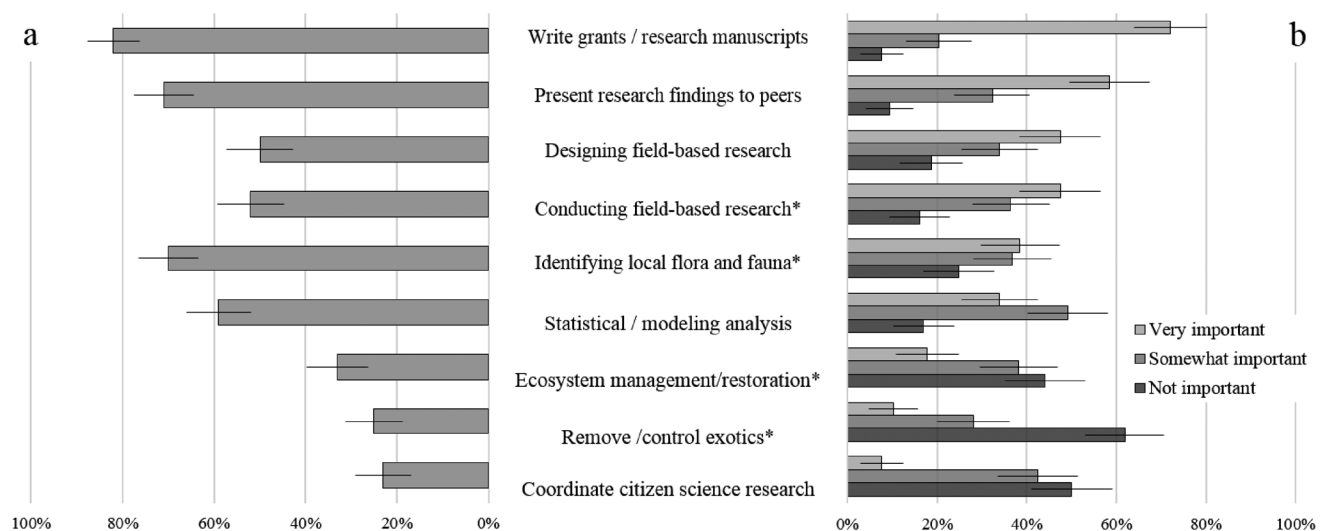 a
b
Write grants / research manuscripts
Present research findings to peers
Designing field-based research
Conducting field-based research*
Identifying local flora and fauna*
Statistical / modeling analysis
Ecosystem management/restoration*
Remove /control exotics*
Coordinate citizen science research
Very important
Somewhat important
Not important
100% 80% 60% 40% 20% 0%
0% 20% 40% 60% 80% 100%